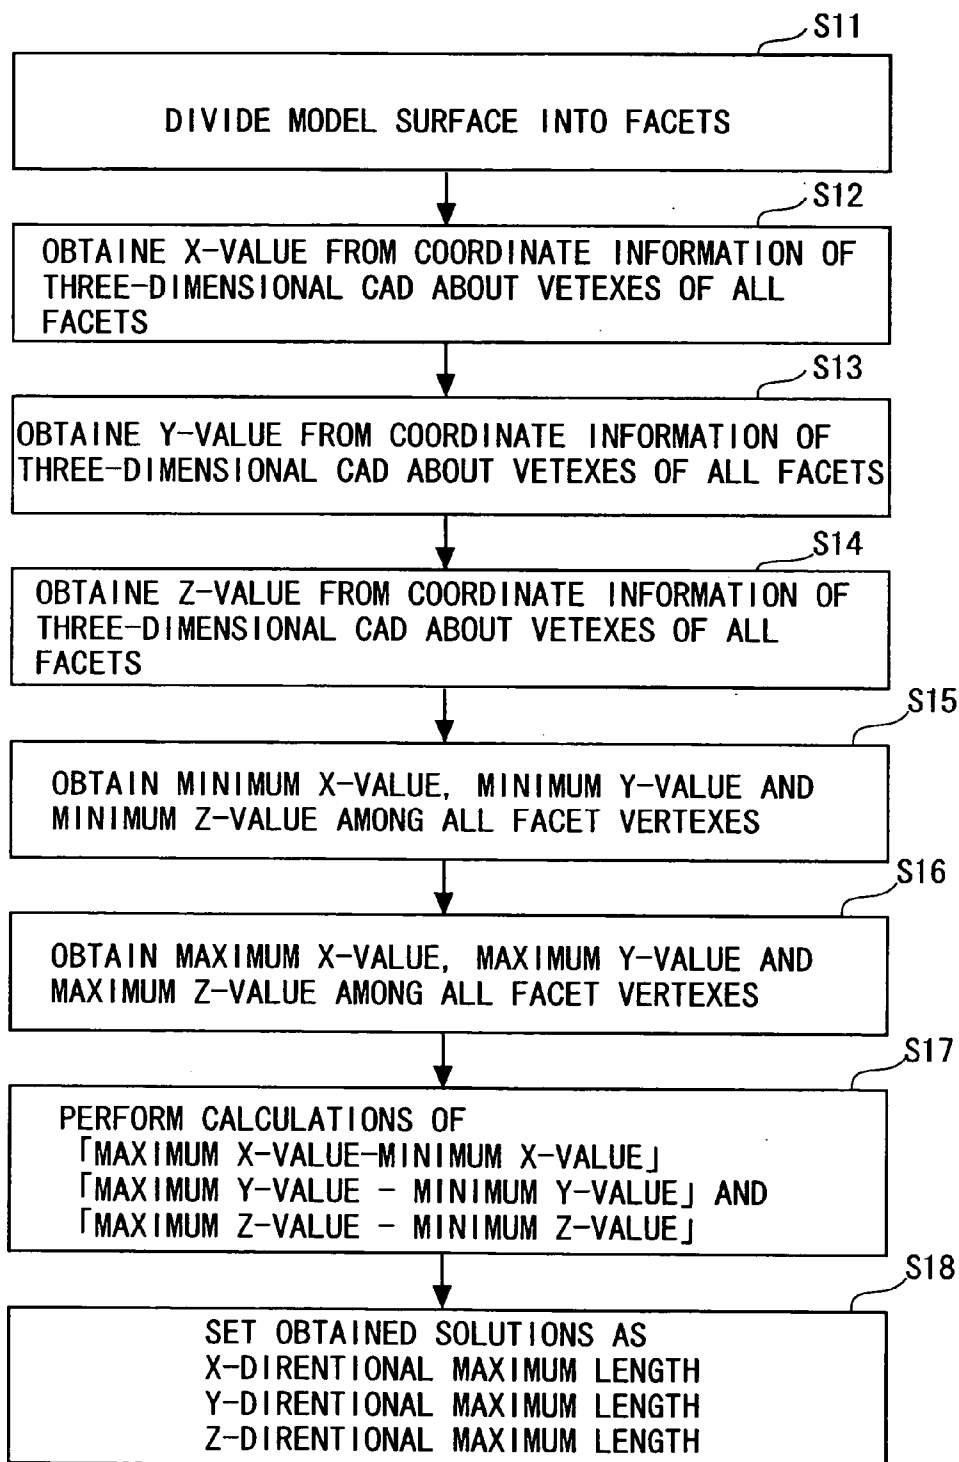 S11
DIVIDE MODEL SURFACE INTO FACETS
S12
OBTAINE X-VALUE FROM COORDINATE INFORMATION OF
THREE-DIMENSIONAL CAD ABOUT VETEXES OF ALL
FACETS
S13
OBTAINE Y-VALUE FROM COORDINATE INFORMATION OF
THREE-DIMENSIONAL CAD ABOUT VETEXES OF ALL FACETS
S14
OBTAINE Z-VALUE FROM COORDINATE INFORMATION OF
THREE-DIMENSIONAL CAD ABOUT VETEXES OF ALL
FACETS
S15
OBTAIN MINIMUM X-VALUE, MINIMUM Y-VALUE AND
MINIMUM Z-VALUE AMONG ALL FACET VERTEXES
S16
OBTAIN MAXIMUM X-VALUE, MAXIMUM Y-VALUE AND
MAXIMUM Z-VALUE AMONG ALL FACET VERTEXES
S17
PERFORM CALCULATIONS OF
「MAXIMUM X-VALUE-MINIMUM X-VALUE」
「MAXIMUM Y-VALUE - MINIMUM Y-VALUE」 AND
「MAXIMUM Z-VALUE - MINIMUM Z-VALUE」
S18
SET OBTAINED SOLUTIONS AS
X-DIRENTIONAL MAXIMUM LENGTH
Y-DIRENTIONAL MAXIMUM LENGTH
Z-DIRENTIONAL MAXIMUM LENGTH